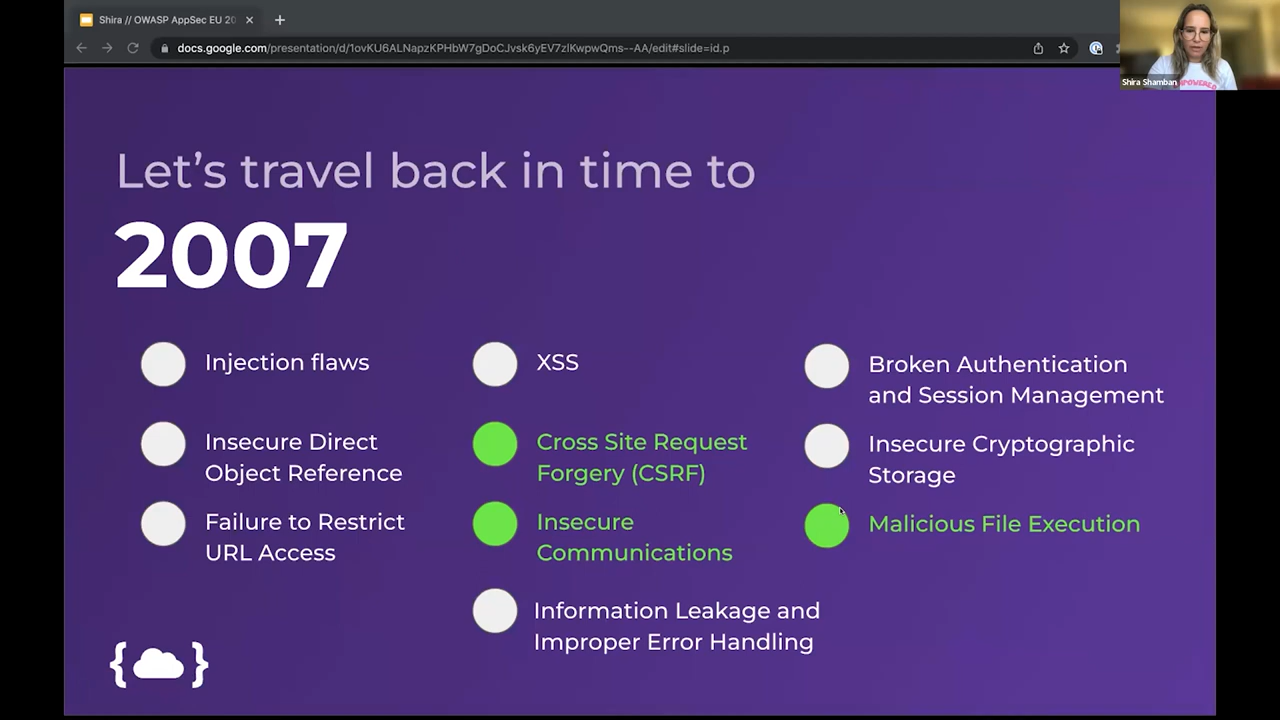 Shira // OWASP AppSec EU 20
docs.google.com/presentation/d/1ovKU6ALNapzKPHbW7gDoCJvsk6yEV7zlKwpwQms--AA/edit#slide=id.p
Shira Shamban
Let's travel back in time to
2007
Injection flaws
Insecure Direct
Object Reference
Failure to Restrict
URL Access
XSS
Cross Site Request
Forgery (CSRF)
Insecure
Communications
Information Leakage and
Improper Error Handling
Broken Authentication
and Session Management
Insecure Cryptographic
Storage
Malicious File Execution